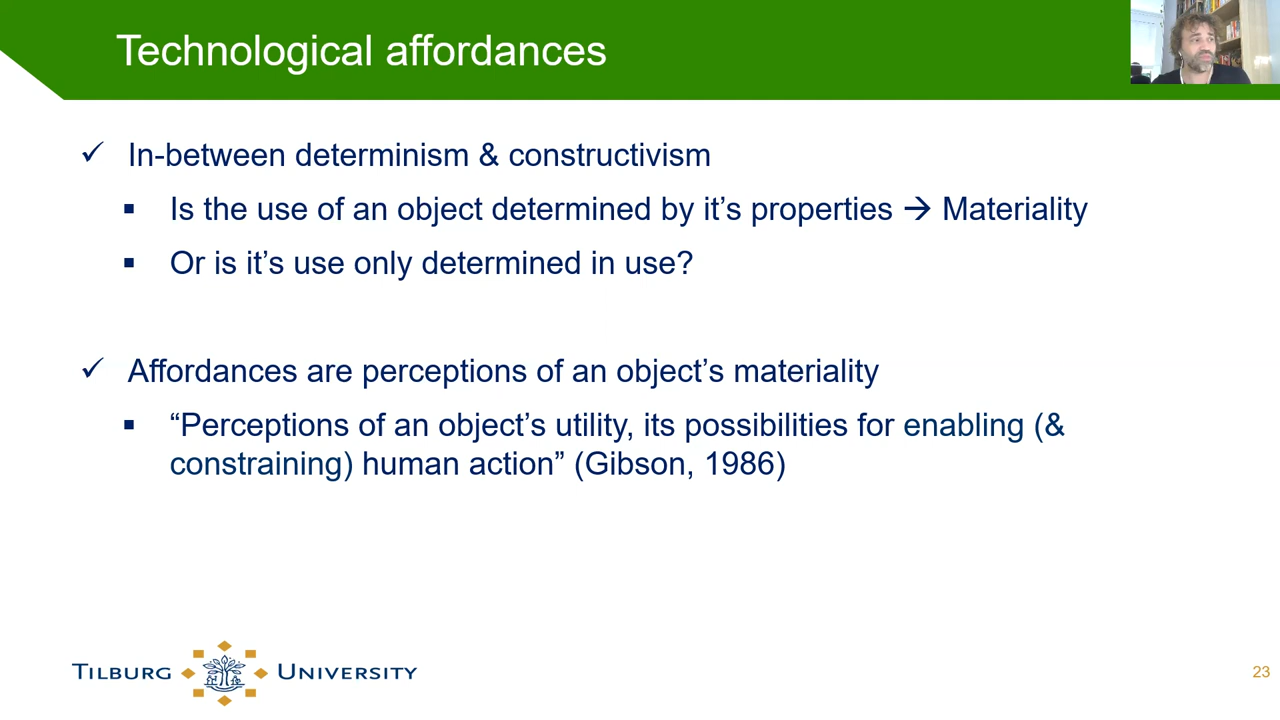 Technological affordances
✓ In-between determinism & constructivism
▪ Is the use of an object determined by it’s properties → Materiality
▪ Or is it’s use only determined in use?
✓ Affordances are perceptions of an object’s materiality
▪ “Perceptions of an object’s utility, its possibilities for enabling (&
constraining) human action” (Gibson, 1986)
TILBURG UNIVERSITY
23